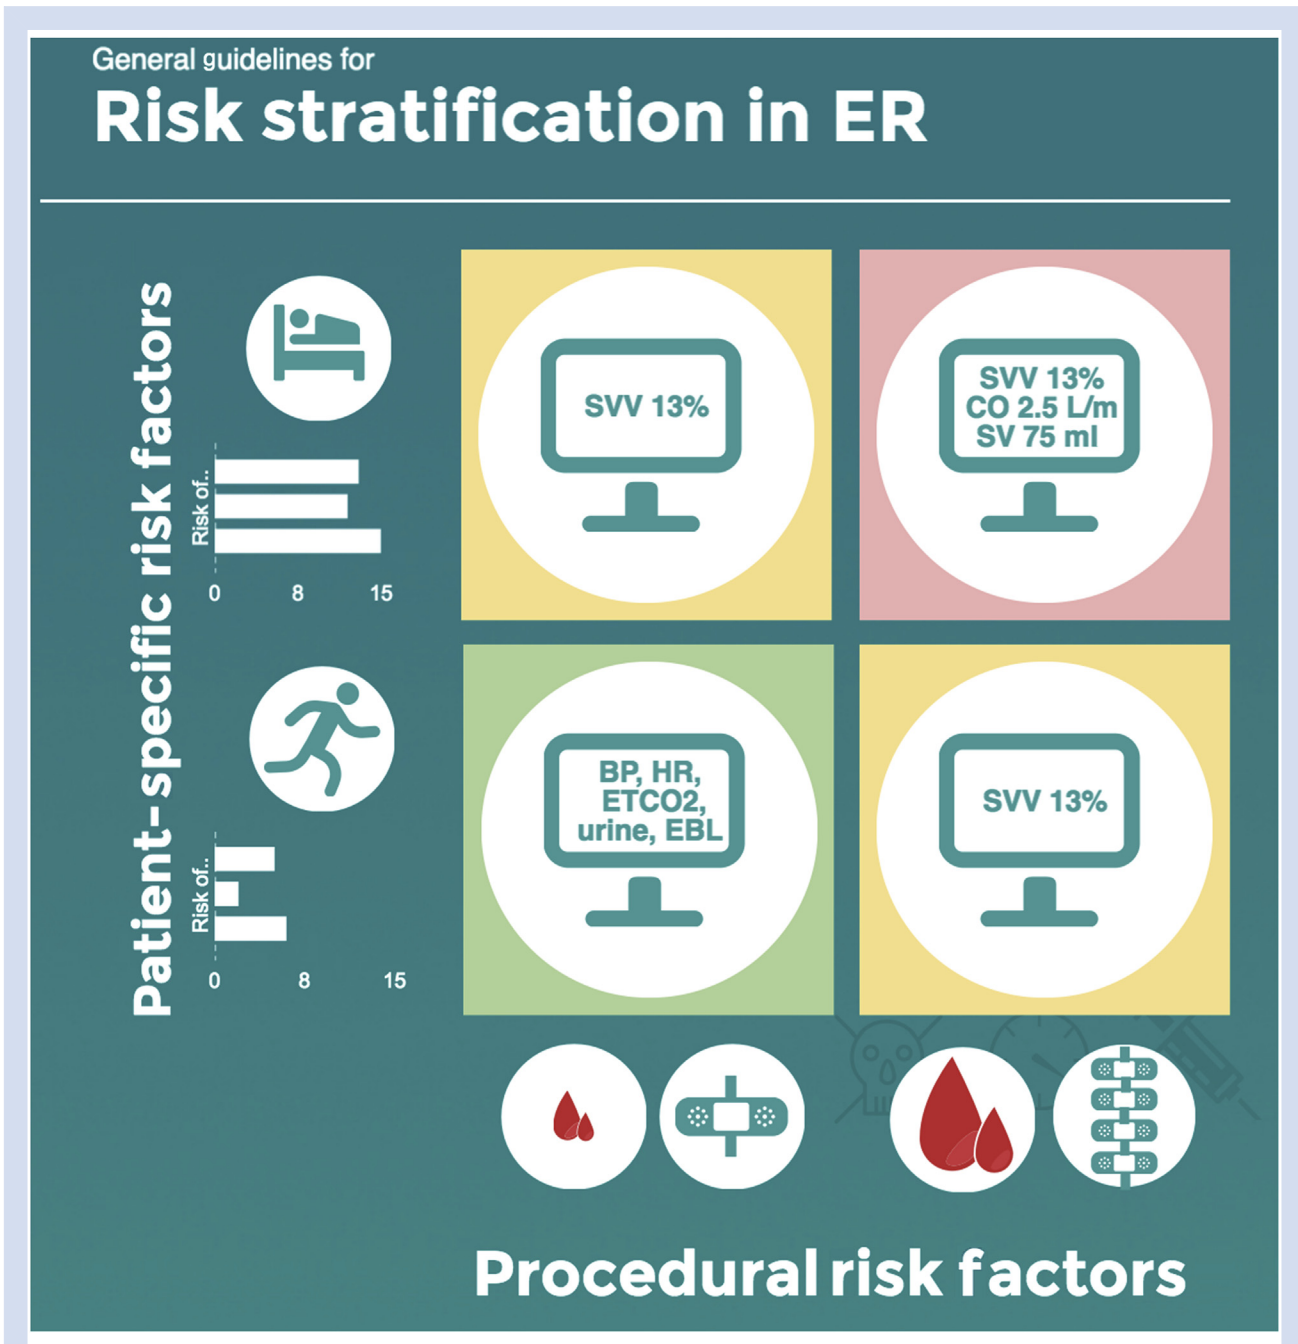 General guidelines for
Risk stratification in ER
Patient-specific risk factors
Risk of..
0 8 15
SVV 13%
SVV 13%
CO 2.5 L/m
SV 75 ml
Risk of..
0 8 15
BP, HR,
ETCO2,
urine, EBL
SVV 13%
Procedural risk factors